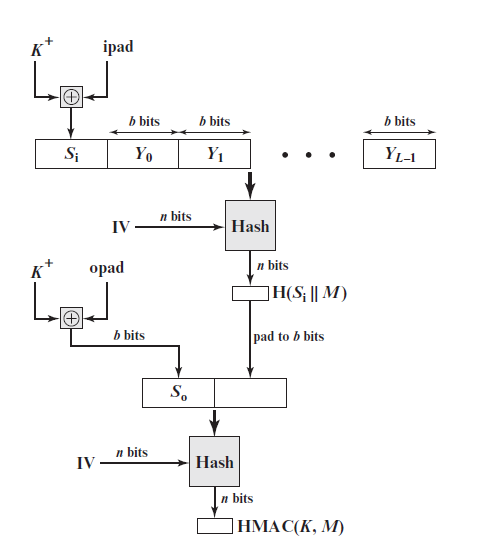 K⁺ ipad
b bits b bits b bits
Sᵢ Y₀ Y₁ • • • Y_{L–1}
n bits
IV Hash
n bits
K⁺ opad
H(Sᵢ || M)
b bits pad to b bits
Sₒ
n bits
IV Hash
n bits
HMAC(K, M)